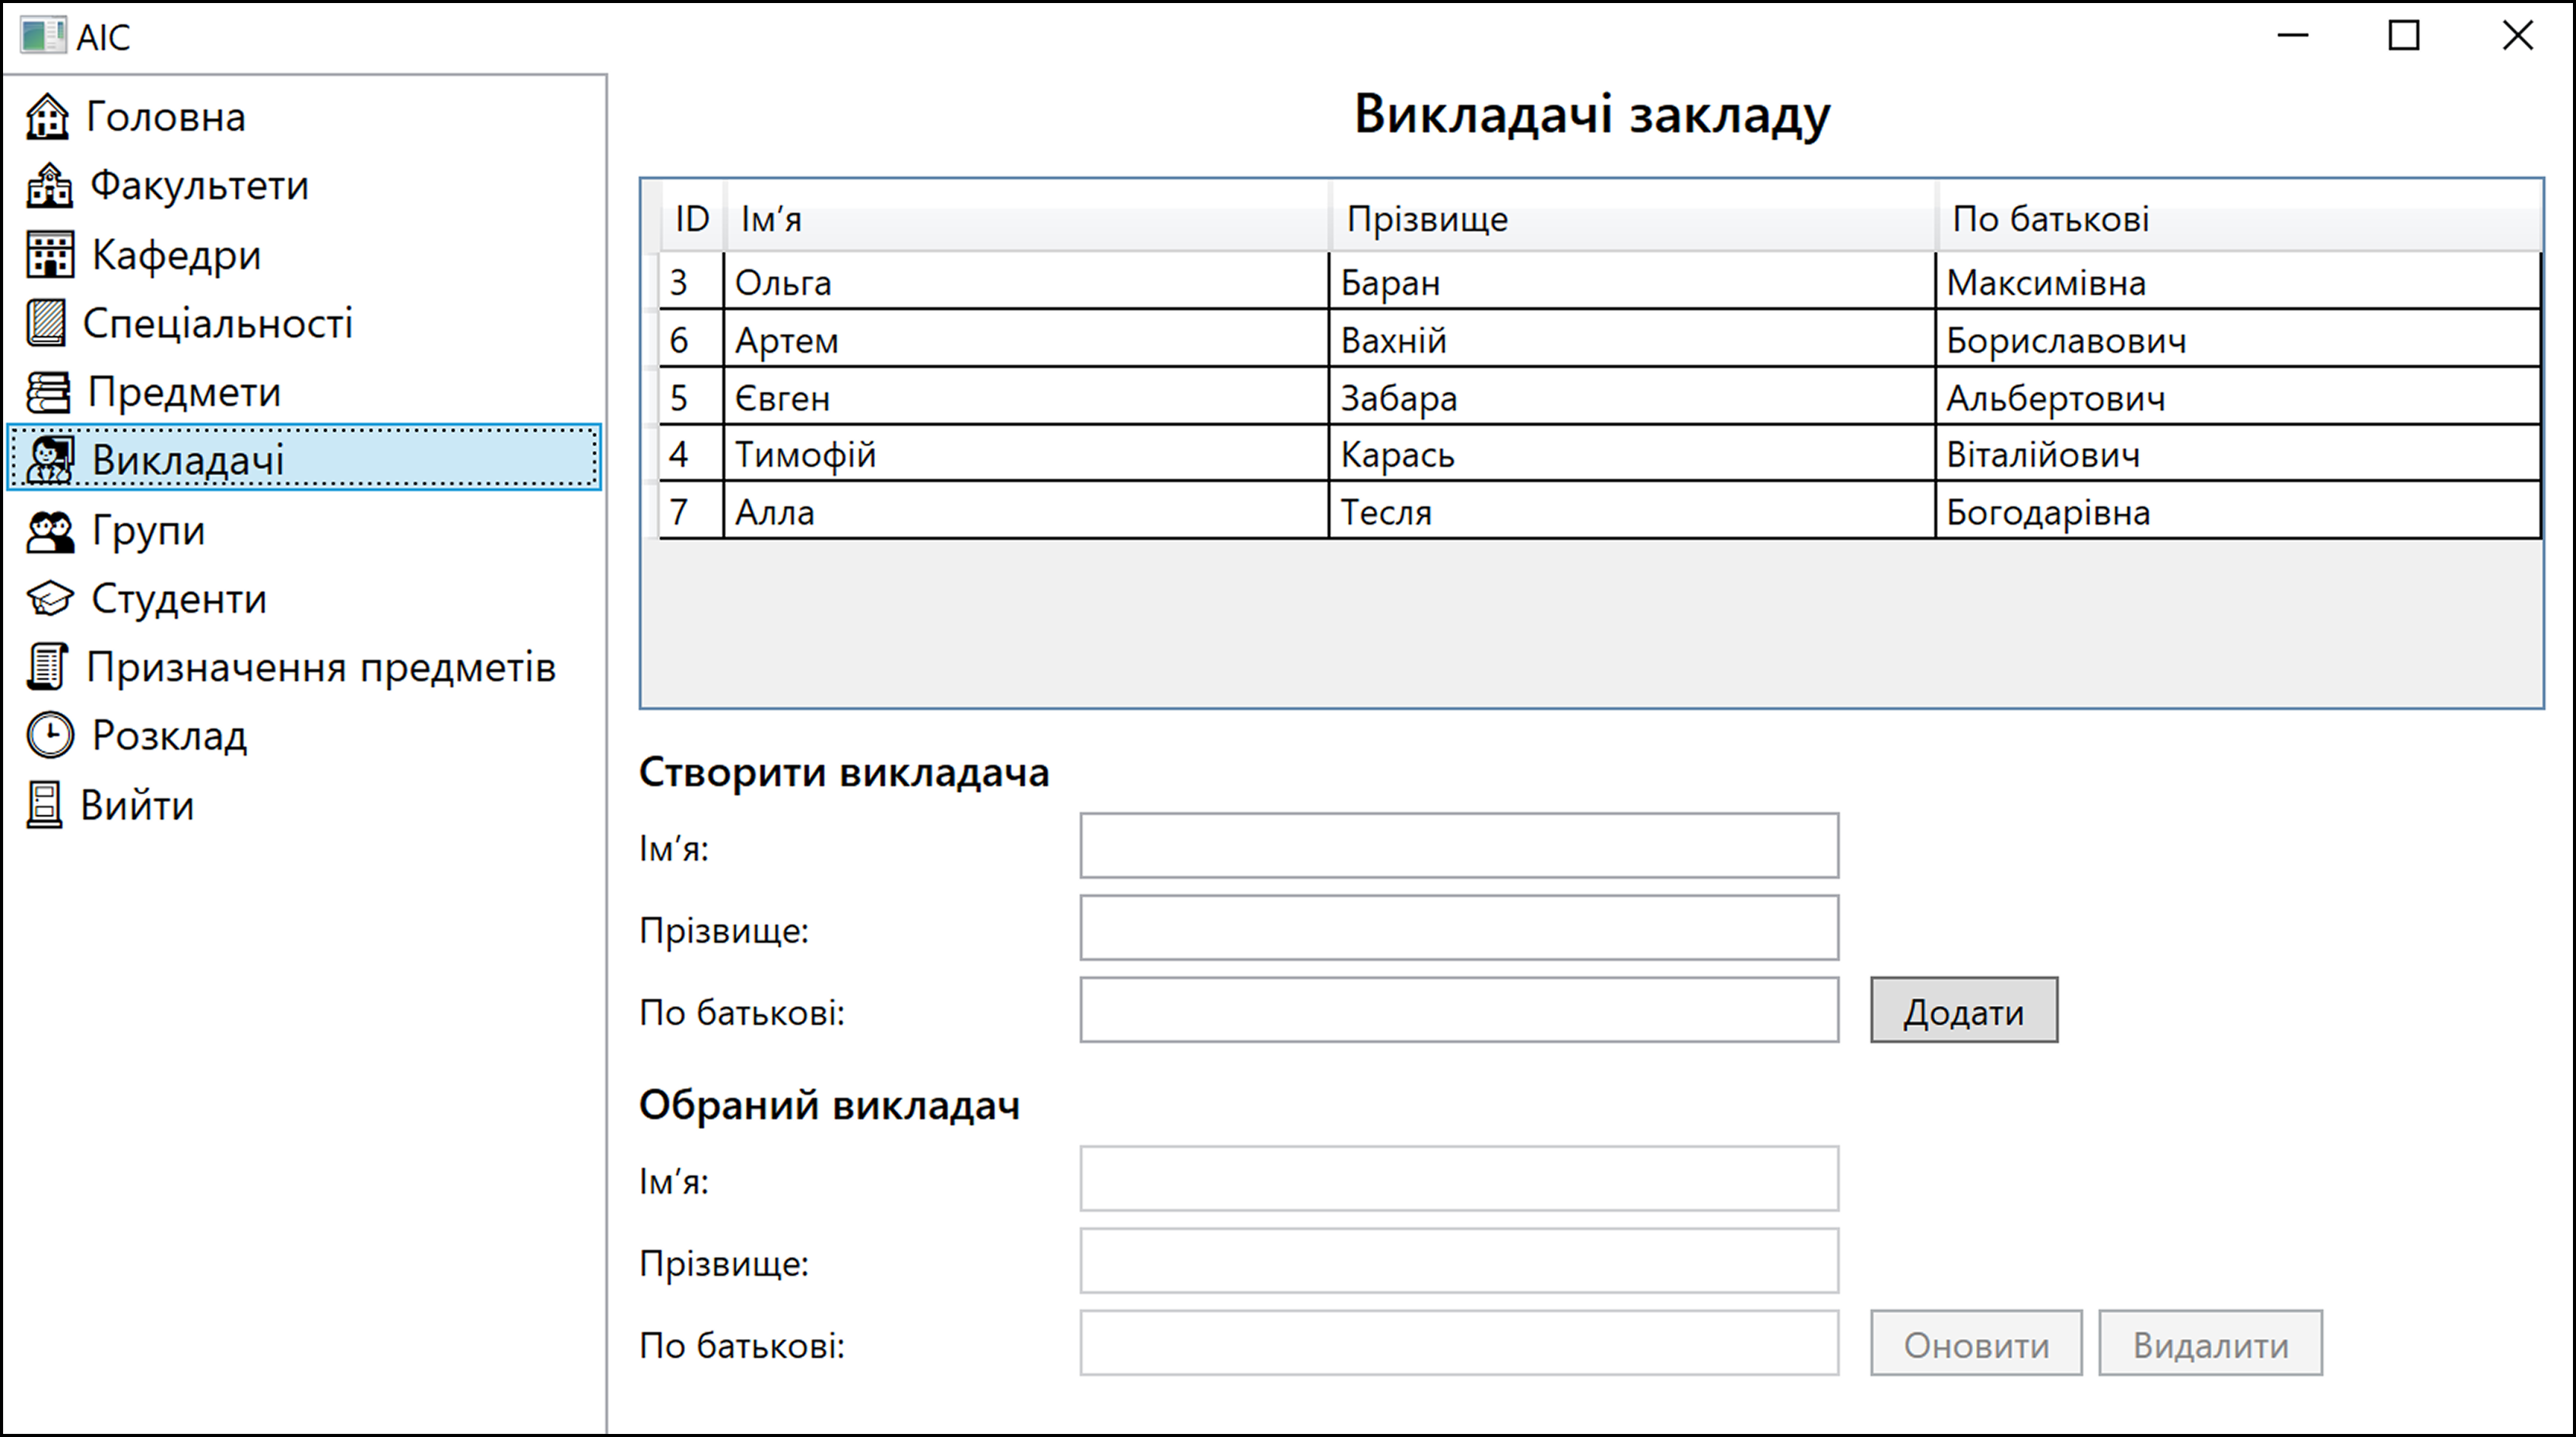 АІС
Головна
Факультети
Кафедри
Спеціальності
Предмети
Викладачі
Групи
Студенти
Призначення предметів
Розклад
Вийти
Викладачі закладу
ID Ім’я Прізвище По батькові
3 Ольга Баран Максимівна
6 Артем Вахній Бориславович
5 Євген Забара Альбертович
4 Тимофій Карась Віталійович
7 Алла Тесля Богодарівна
Створити викладача
Ім’я:
Прізвище:
По батькові: Додати
Обраний викладач
Ім’я:
Прізвище:
По батькові: Оновити Видалити